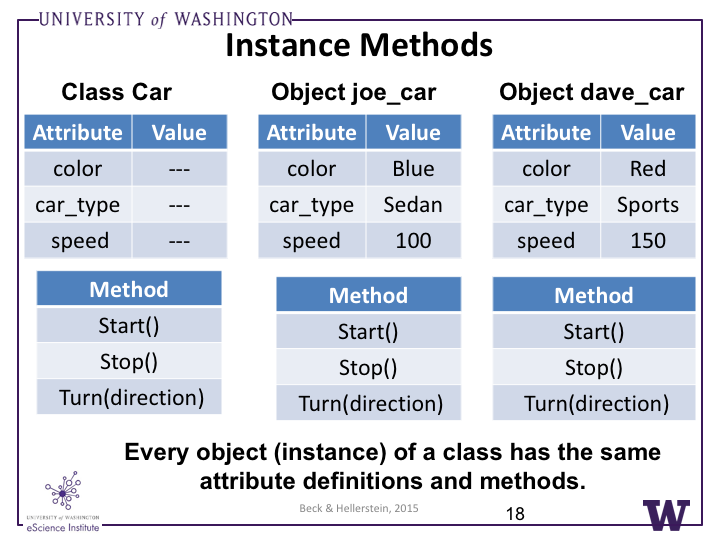 UNIVERSITY of WASHINGTON
Instance Methods
Class Car
Attribute Value
color ---
car_type ---
speed ---
Method
Start()
Stop()
Turn(direction)
Object joe_car
Attribute Value
color Blue
car_type Sedan
speed 100
Method
Start()
Stop()
Turn(direction)
Object dave_car
Attribute Value
color Red
car_type Sports
speed 150
Method
Start()
Stop()
Turn(direction)
Every object (instance) of a class has the same
attribute definitions and methods.
UNIVERSITY of WASHINGTON
eScience Institute
Beck & Hellerstein, 2015
18
W